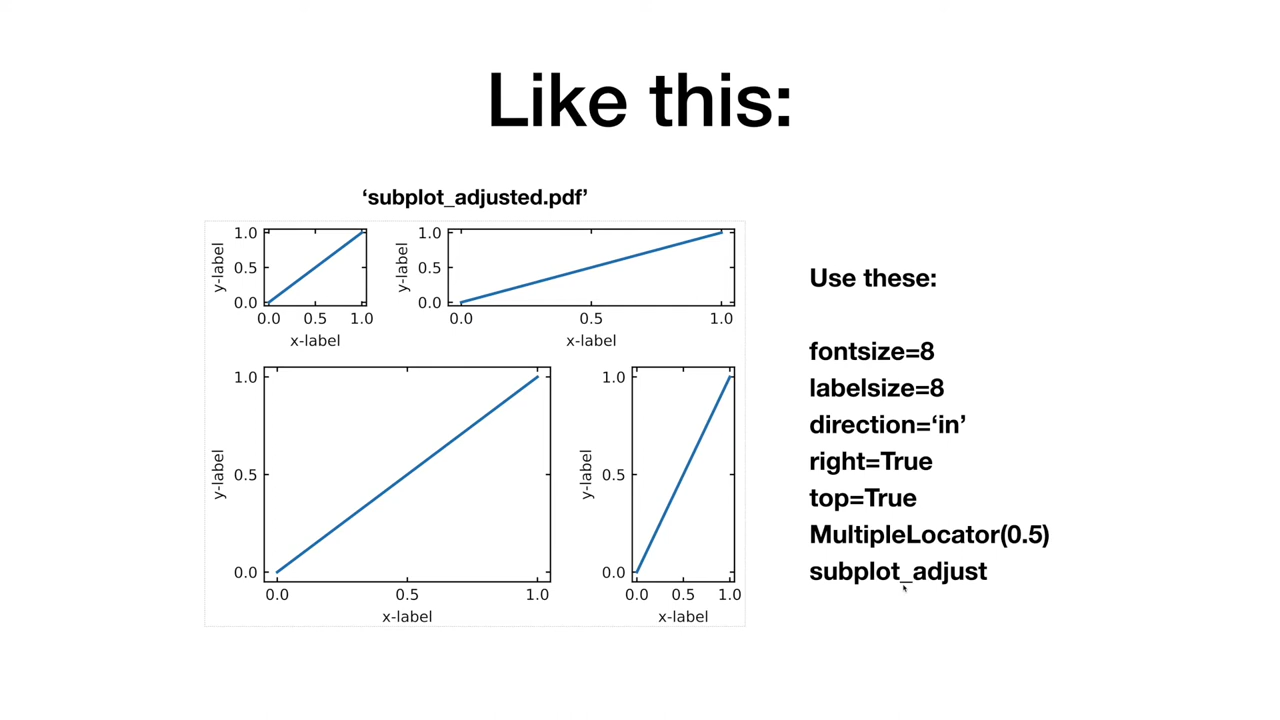 Like this:
‘subplot_adjusted.pdf’
y-label
1.0
0.5
0.0
0.0 0.5 1.0
x-label
y-label
1.0
0.5
0.0
0.0 0.5 1.0
x-label
y-label
1.0
0.5
0.0
0.0 0.5 1.0
x-label
y-label
1.0
0.5
0.0
0.0 0.5 1.0
x-label
Use these:
fontsize=8
labelsize=8
direction=‘in’
right=True
top=True
MultipleLocator(0.5)
subplot_adjust